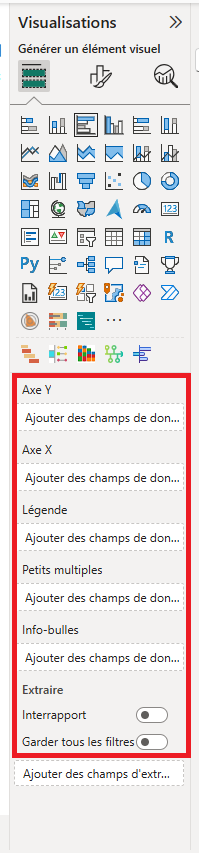 Visualisations
Générer un élément visuel
123
R
Py
123
Axe Y
Ajouter des champs de don...
Axe X
Ajouter des champs de don...
Légende
Ajouter des champs de don...
Petits multiples
Ajouter des champs de don...
Info-bulles
Ajouter des champs de don...
Extraire
Interrapport
Garder tous les filtres
Ajouter des champs d'extr...